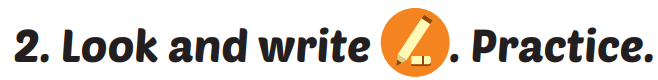 2. Look and write . Practice.